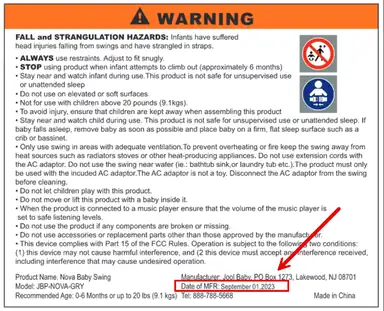 WARNING
FALL and STRANGULATION HAZARDS: Infants have suffered
head injuries falling from swings and have strangled in straps.
• ALWAYS use restraints. Adjust to fit snugly.
• STOP using product when infant attempts to climb out (approximately 6 months)
• Stay near and watch infant during use.This product is not safe for unsupervised use
or unattended sleep
• Do not use on elevated or soft surfaces.
• Not for use with children above 20 pounds (9.1kgs).
• To avoid injury, ensure that children are kept away when assembling this product
• Stay near and watch child during use. This product is not safe for unsupervised use or unattended sleep. If
baby falls asleep, remove baby as soon as possible and place baby on a firm, flat sleep surface such as a
crib or bassinet.
• Only use swing in areas with adequate ventilation.To prevent overheating or fire keep the swing away from
heat sources such as radiators stoves or other heat-producing appliances. Do not use extension cords with
the AC adaptor. Do not use the swing near water (ie.: bathtub sink,or laundry tub etc.),The product must only
be used with the incuded AC adaptor.The AC adaptor is not a toy. Disconnect the AC adaptor from the swing
before cleaning.
• Do not let children play with this product.
• Do not move or lift this product with a baby inside it.
• When the product is connected to a music player ensure that the volume of the music player is
set to safe listening levels.
• Do not use the product if any components are broken or missing.
• Do not use accessories or replacement parts other than those approved by the manufactor.
• This device complies with Part 15 of the FCC Rules. Operation is subject to the following two conditions:
(1) this device may not cause harmful interference, and (2) this device must accept any interference received,
including interference that may cause undesired operation.
Product Name: Nova Baby Swing
Manufacturer: Jool Baby, PO Box 1273, Lakewood, NJ 08701
Model: JBP-NOVA-GRY
Date of MFR: September 01,2023
Recommended Age: 0-6 Months or up to 20 lbs (9.1 kgs)
Tel: 888-788-5668
Made in China